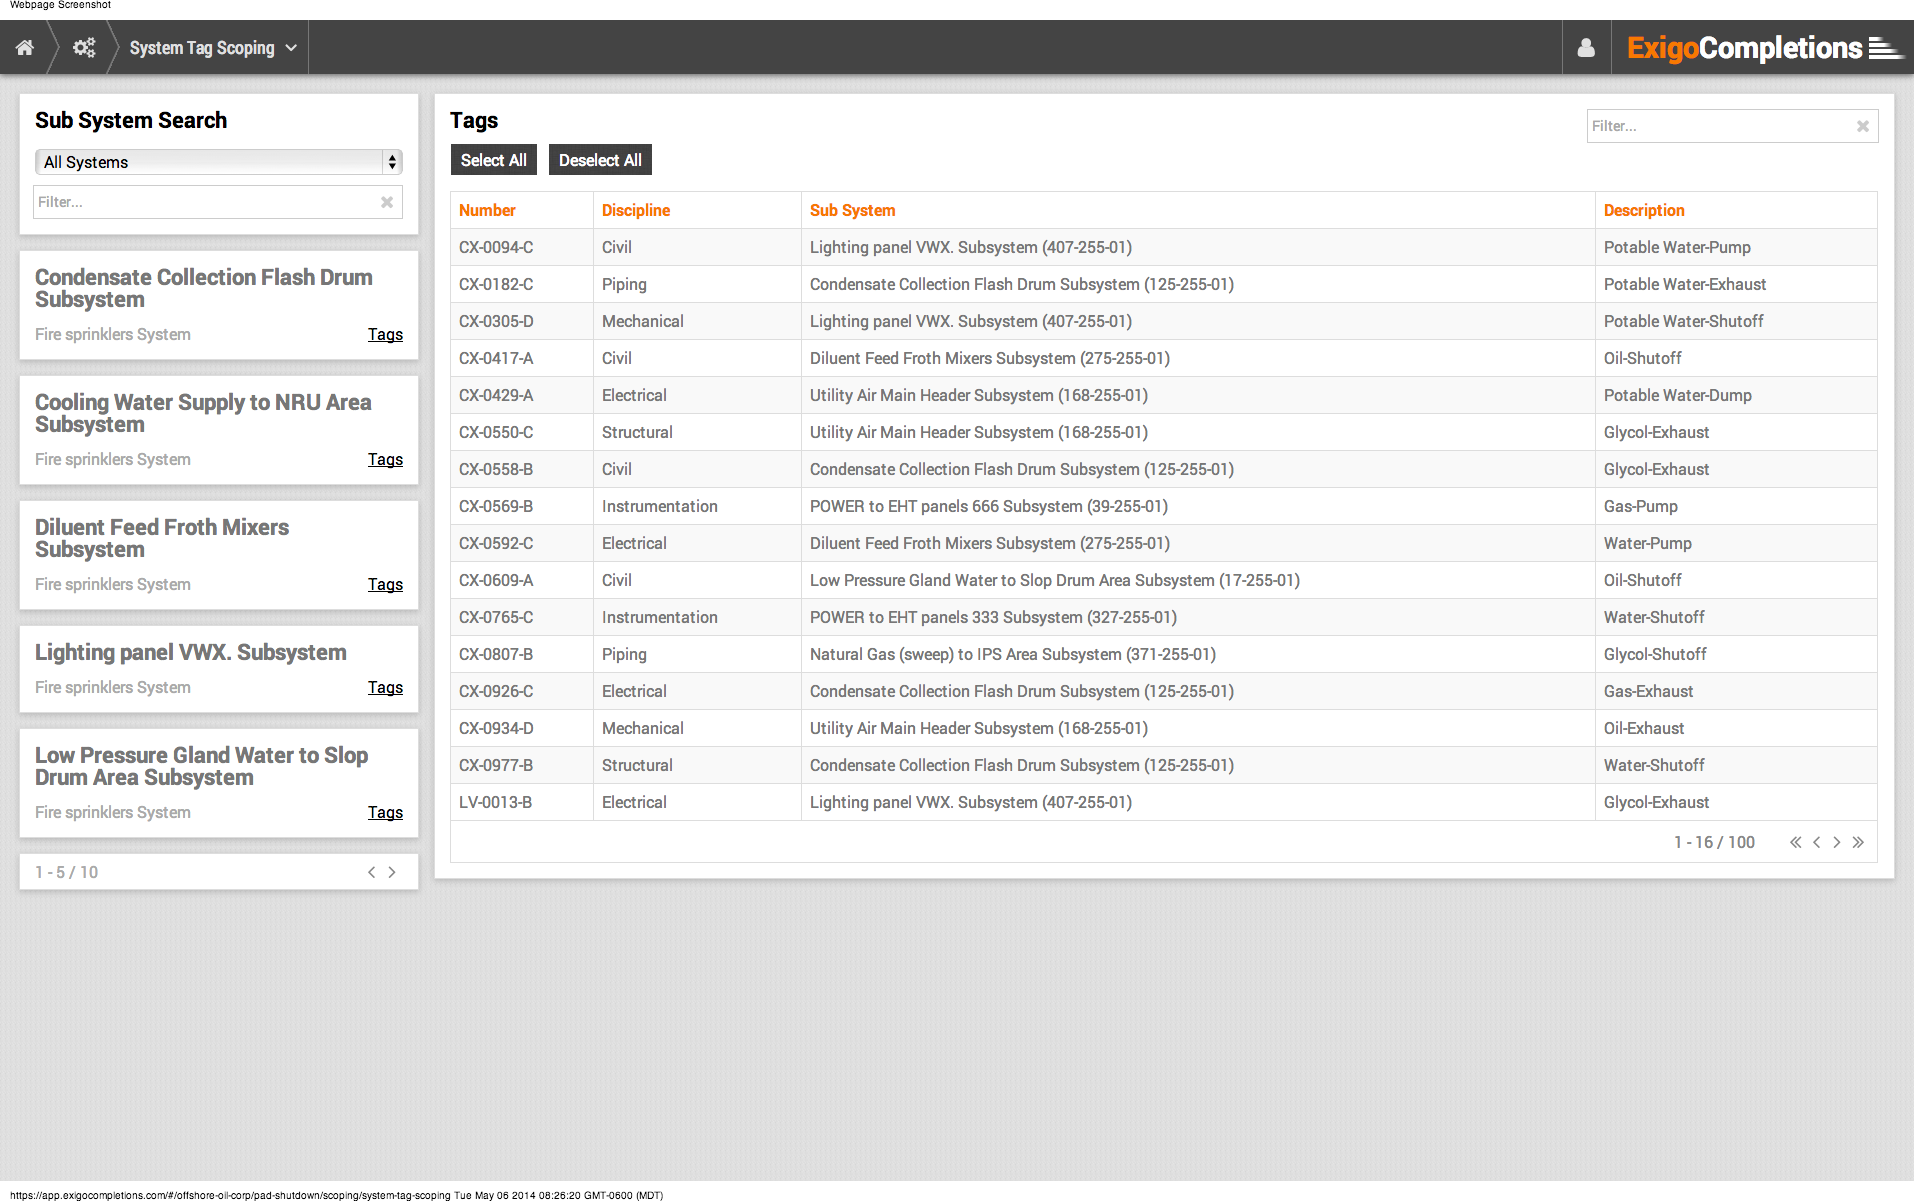 Webpage Screenshot
System Tag Scoping
ExigoCompletions
Sub System Search
All Systems
Filter...
Condensate Collection Flash Drum
Subsystem
Fire sprinklers System Tags
Cooling Water Supply to NRU Area
Subsystem
Fire sprinklers System Tags
Diluent Feed Froth Mixers
Subsystem
Fire sprinklers System Tags
Lighting panel VWX. Subsystem
Fire sprinklers System Tags
Low Pressure Gland Water to Slop
Drum Area Subsystem
Fire sprinklers System Tags
1 - 5 / 10
Tags
Filter...
Select All Deselect All
Number Discipline Sub System Description
CX-0094-C Civil Lighting panel VWX. Subsystem (407-255-01) Potable Water-Pump
CX-0182-C Piping Condensate Collection Flash Drum Subsystem (125-255-01) Potable Water-Exhaust
CX-0305-D Mechanical Lighting panel VWX. Subsystem (407-255-01) Potable Water-Shutoff
CX-0417-A Civil Diluent Feed Froth Mixers Subsystem (275-255-01) Oil-Shutoff
CX-0429-A Electrical Utility Air Main Header Subsystem (168-255-01) Potable Water-Dump
CX-0550-C Structural Utility Air Main Header Subsystem (168-255-01) Glycol-Exhaust
CX-0558-B Civil Condensate Collection Flash Drum Subsystem (125-255-01) Glycol-Exhaust
CX-0569-B Instrumentation POWER to EHT panels 666 Subsystem (39-255-01) Gas-Pump
CX-0592-C Electrical Diluent Feed Froth Mixers Subsystem (275-255-01) Water-Pump
CX-0609-A Civil Low Pressure Gland Water to Slop Drum Area Subsystem (17-255-01) Oil-Shutoff
CX-0765-C Instrumentation POWER to EHT panels 333 Subsystem (327-255-01) Water-Shutoff
CX-0807-B Piping Natural Gas (sweep) to IPS Area Subsystem (371-255-01) Glycol-Shutoff
CX-0926-C Electrical Condensate Collection Flash Drum Subsystem (125-255-01) Gas-Exhaust
CX-0934-D Mechanical Utility Air Main Header Subsystem (168-255-01) Oil-Exhaust
CX-0977-B Structural Condensate Collection Flash Drum Subsystem (125-255-01) Water-Shutoff
LV-0013-B Electrical Lighting panel VWX. Subsystem (407-255-01) Glycol-Exhaust
1 - 16 / 100
https://app.exigocompletions.com/#/offshore-oil-corp/pad-shutdown/scoping/system-tag-scoping Tue May 06 2014 08:26:20 GMT-0600 (MDT)